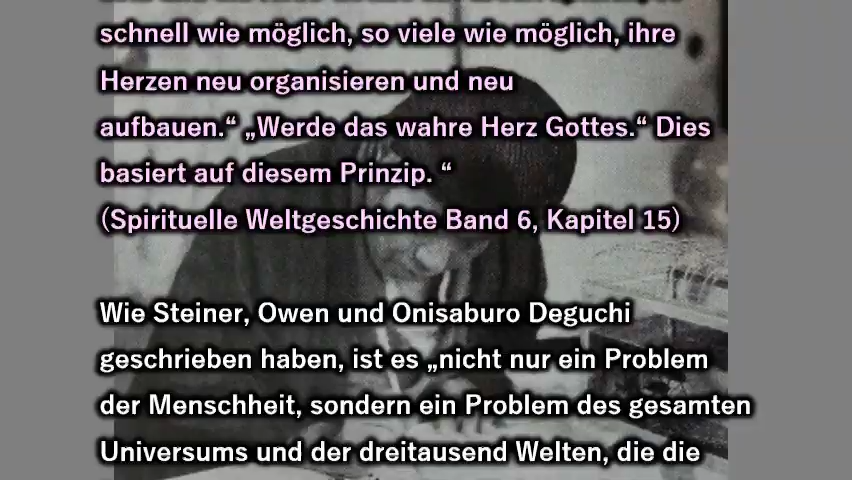 schnell wie möglich, so viele wie möglich, ihre
Herzen neu organisieren und neu
aufbauen.“ „Werde das wahre Herz Gottes.“ Dies
basiert auf diesem Prinzip. “
(Spirituelle Weltgeschichte Band 6, Kapitel 15)
Wie Steiner, Owen und Onisaburo Deguchi
geschrieben haben, ist es „nicht nur ein Problem
der Menschheit, sondern ein Problem des gesamten
Universums und der dreitausend Welten, die die